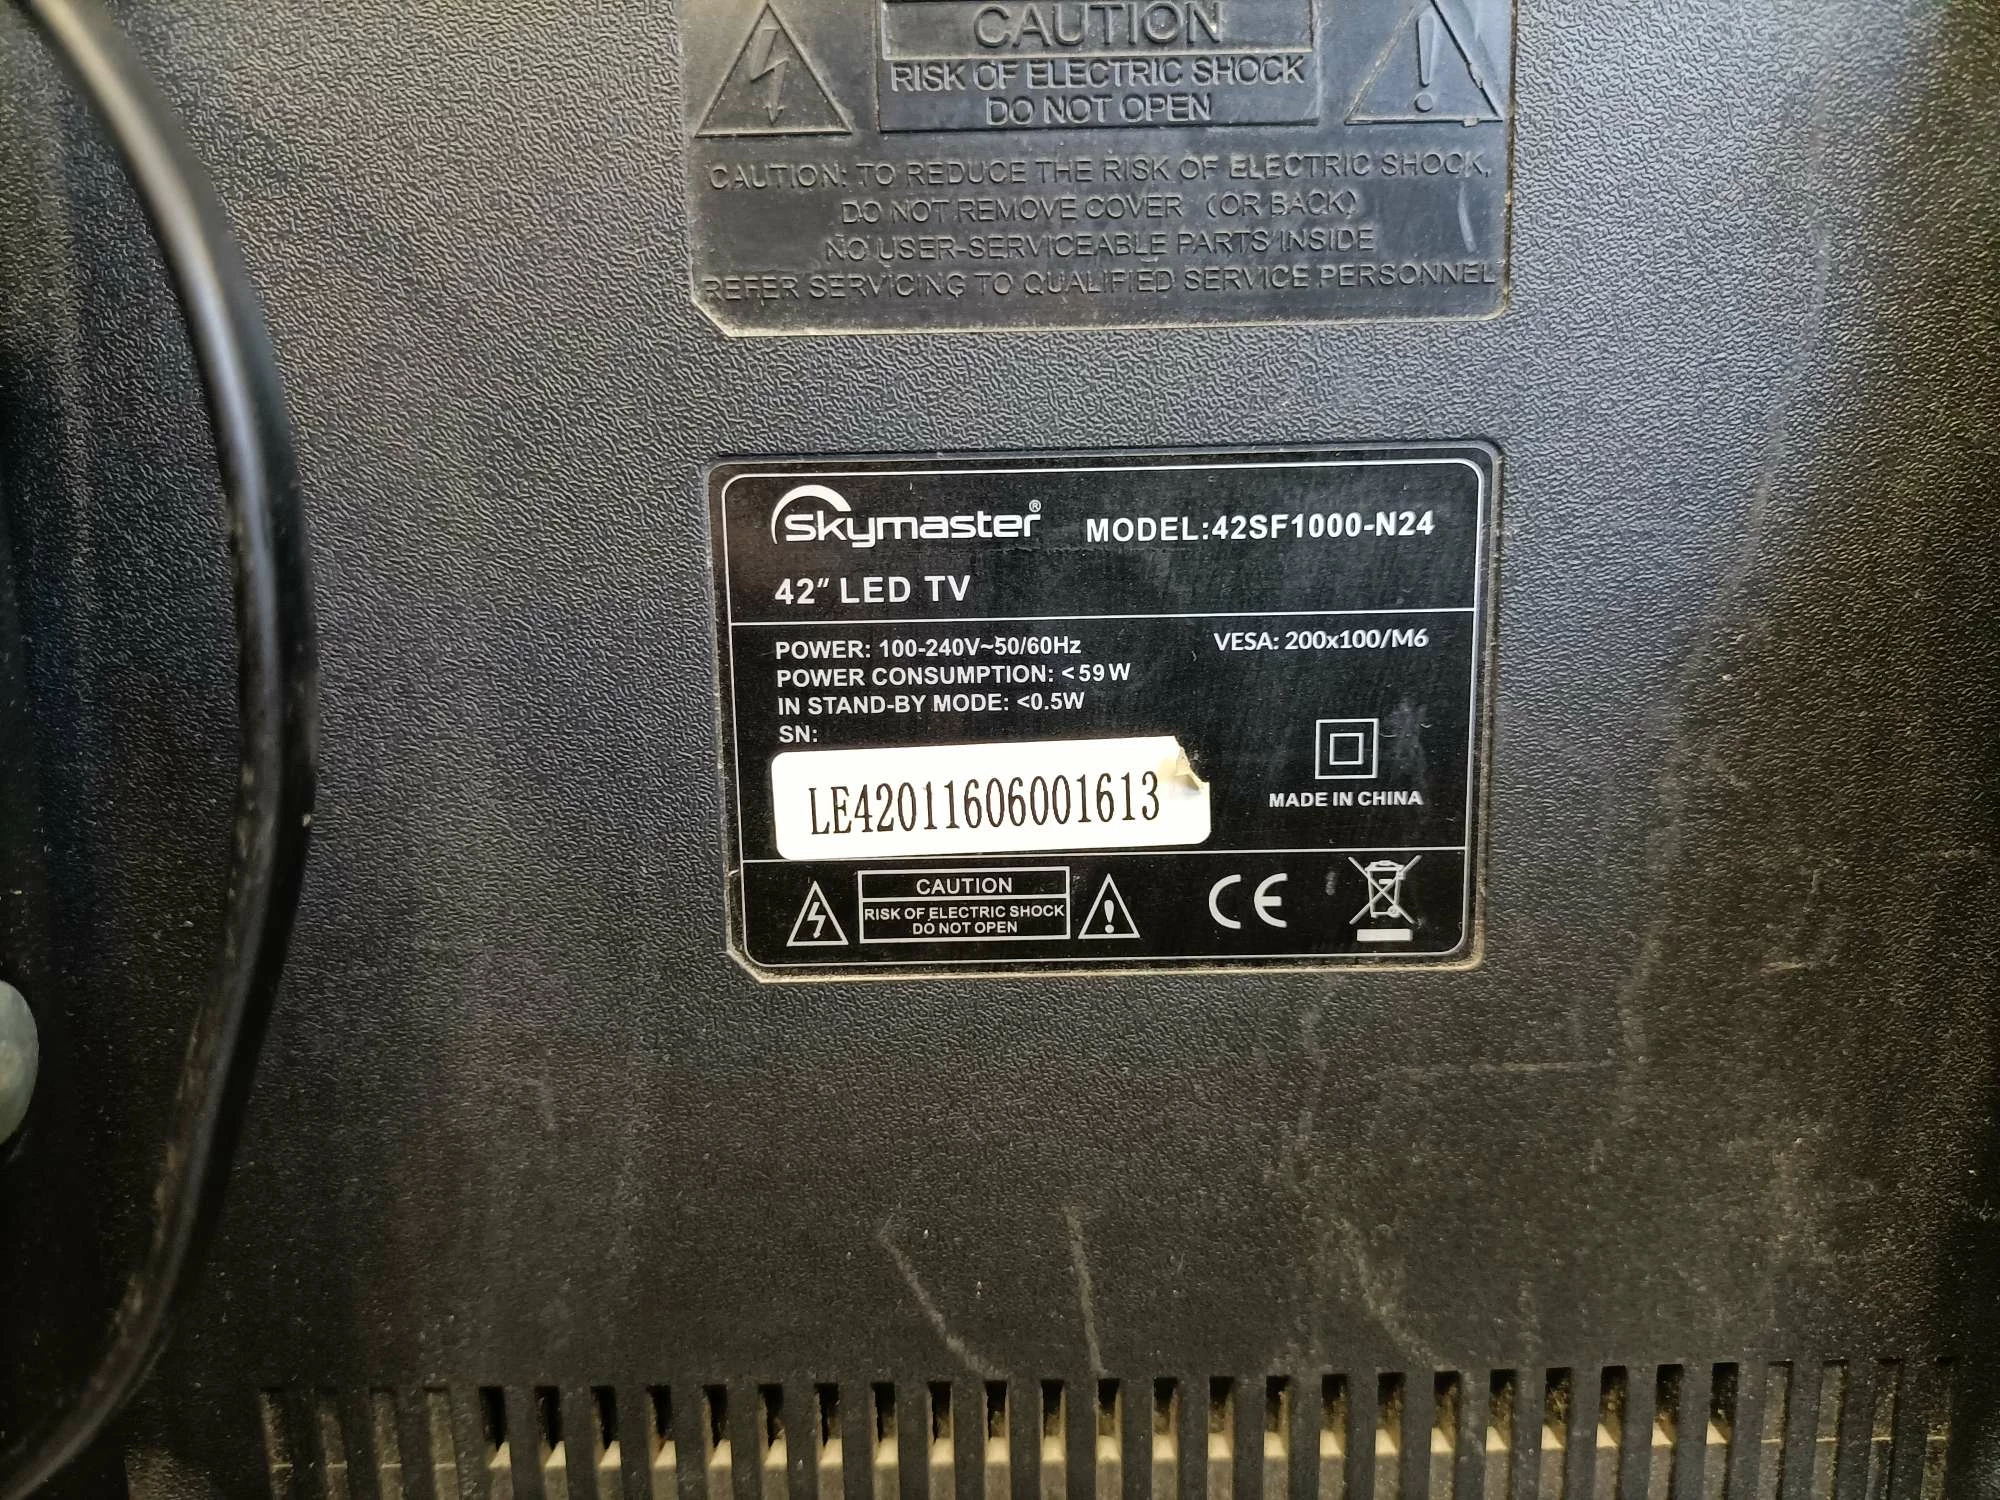 CAUTION
RISK OF ELECTRIC SHOCK
DO NOT OPEN
CAUTION: TO REDUCE THE RISK OF ELECTRIC SHOCK,
DO NOT REMOVE COVER (OR BACK)
NO USER-SERVICEABLE PARTS INSIDE
REFER SERVICING TO QUALIFIED SERVICE PERSONNEL
skymaster® MODEL:42SF1000-N24
42" LED TV
POWER: 100-240V~50/60Hz VESA: 200x100/M6
POWER CONSUMPTION: <59W
IN STAND-BY MODE: <0.5W
SN:
LE42011606001613
MADE IN CHINA
CAUTION
RISK OF ELECTRIC SHOCK
DO NOT OPEN
CE